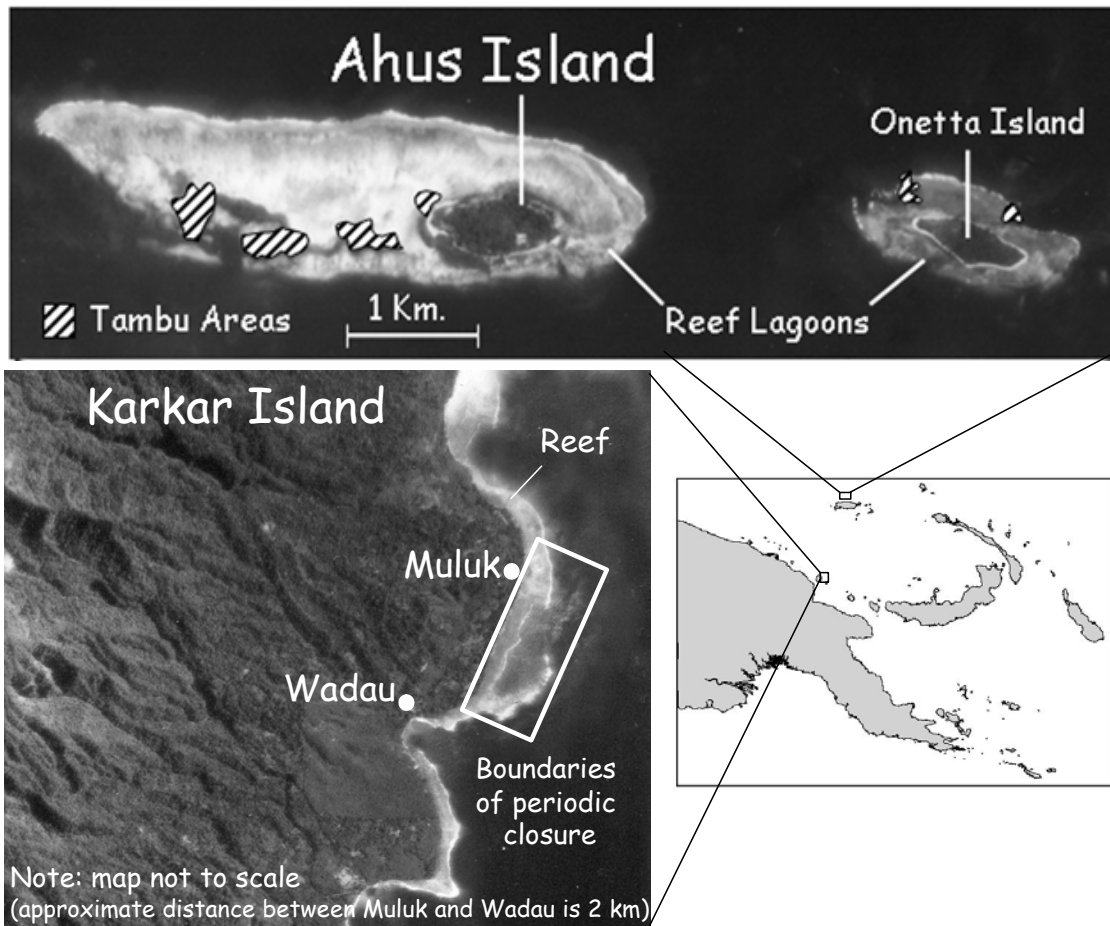 Ahus Island
Onetta Island
Tambu Areas
1 Km.
Reef Lagoons
Karkar Island
Reef
Muluk
Wadau
Boundaries
of periodic
closure
Note: map not to scale
(approximate distance between Muluk and Wadau is 2 km)